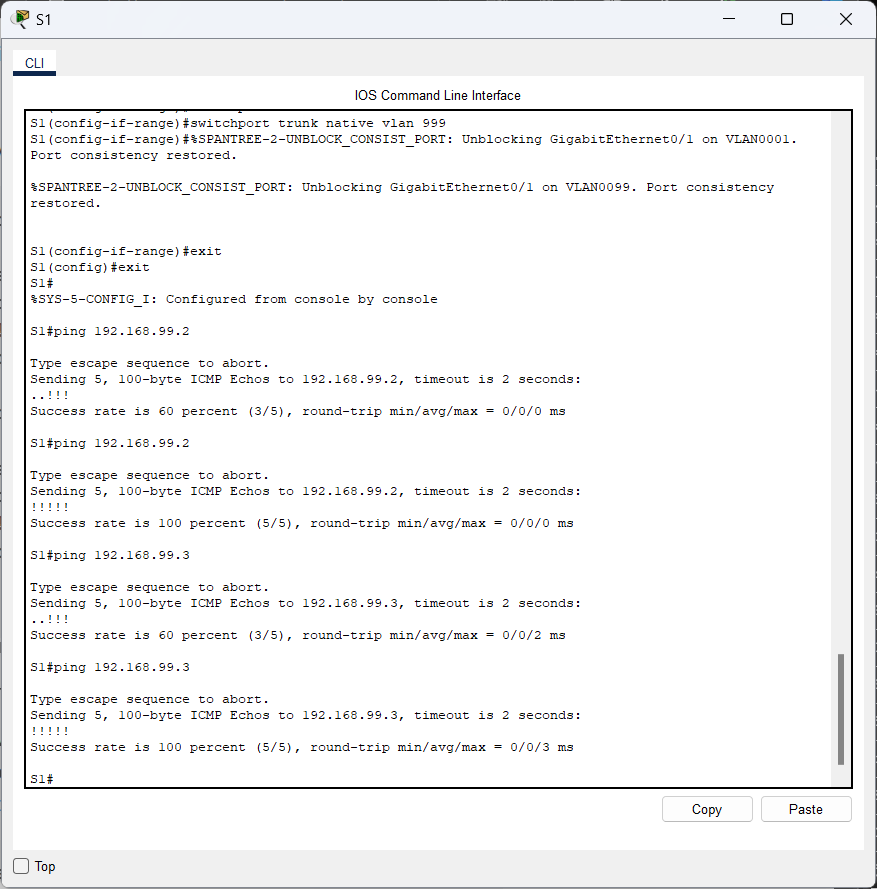 S1
CLI
IOS Command Line Interface
S1(config-if-range)#switchport trunk native vlan 999
S1(config-if-range)#%SPANTREE-2-UNBLOCK_CONSIST_PORT: Unblocking GigabitEthernet0/1 on VLAN0001.
Port consistency restored.
%SPANTREE-2-UNBLOCK_CONSIST_PORT: Unblocking GigabitEthernet0/1 on VLAN0099. Port consistency
restored.
S1(config-if-range)#exit
S1(config)#exit
S1#
%SYS-5-CONFIG_I: Configured from console by console
S1#ping 192.168.99.2
Type escape sequence to abort.
Sending 5, 100-byte ICMP Echos to 192.168.99.2, timeout is 2 seconds:
..!!!
Success rate is 60 percent (3/5), round-trip min/avg/max = 0/0/0 ms
S1#ping 192.168.99.2
Type escape sequence to abort.
Sending 5, 100-byte ICMP Echos to 192.168.99.2, timeout is 2 seconds:
!!!!!
Success rate is 100 percent (5/5), round-trip min/avg/max = 0/0/0 ms
S1#ping 192.168.99.3
Type escape sequence to abort.
Sending 5, 100-byte ICMP Echos to 192.168.99.3, timeout is 2 seconds:
..!!!
Success rate is 60 percent (3/5), round-trip min/avg/max = 0/0/2 ms
S1#ping 192.168.99.3
Type escape sequence to abort.
Sending 5, 100-byte ICMP Echos to 192.168.99.3, timeout is 2 seconds:
!!!!!
Success rate is 100 percent (5/5), round-trip min/avg/max = 0/0/3 ms
S1#
Copy
Paste
Top